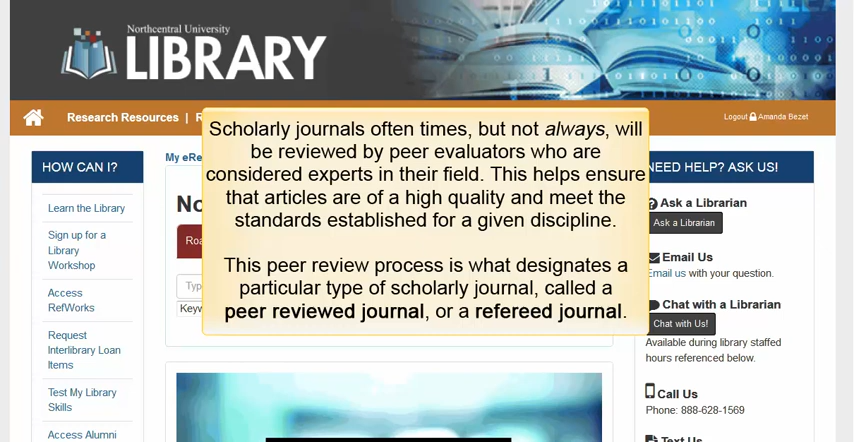 Northcentral University
LIBRARY
Research Resources | R
Logout Amanda Bezet
Scholarly journals often times, but not always, will
be reviewed by peer evaluators who are
considered experts in their field. This helps ensure
that articles are of a high quality and meet the
standards established for a given discipline.
This peer review process is what designates a
particular type of scholarly journal, called a
peer reviewed journal, or a refereed journal.
HOW CAN I?
Learn the Library
Sign up for a
Library
Workshop
Access
RefWorks
Request
Interlibrary Loan
Items
Test My Library
Skills
Access Alumni
My eRe
No
Roa
Typ
Keyw
NEED HELP? ASK US!
Ask a Librarian
Ask a Librarian
Email Us
Email us with your question.
Chat with a Librarian
Chat with Us!
Available during library staffed
hours referenced below.
Call Us
Phone: 888-628-1569
Text Us